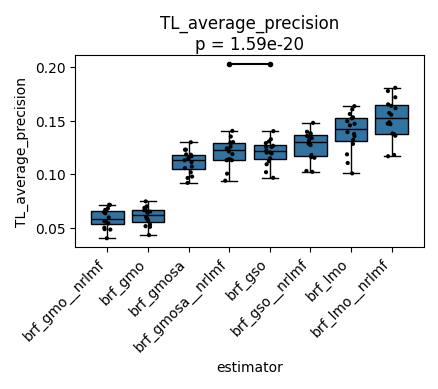 TL_average_precision
p = 1.59e-20
TL_average_precision
0.20
0.15
0.10
0.05
brf_gmo__nrlmf
brf_gmo
brf_gmosa
brf_gmosa__nrlmf
brf_gso
brf_gso__nrlmf
brf_lmo
brf_lmo__nrlmf
estimator